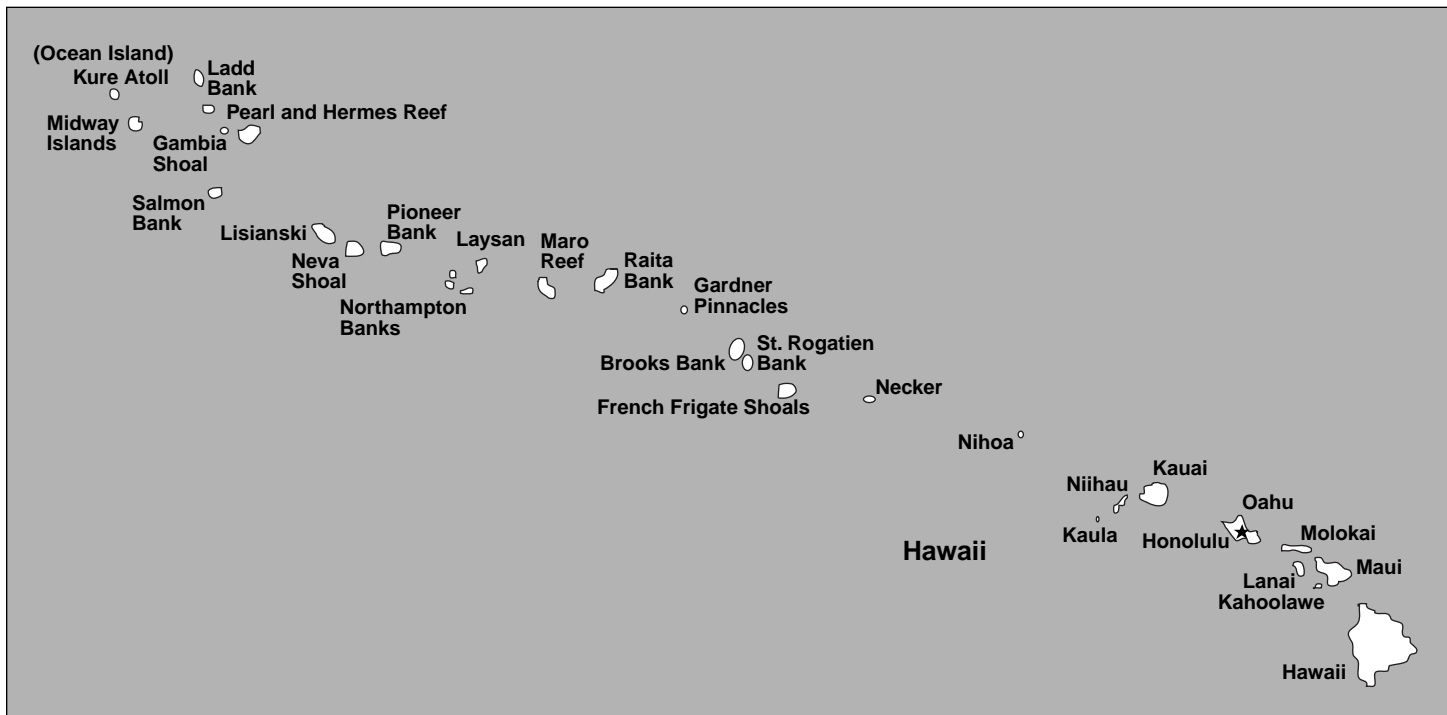 (Ocean Island)
Kure Atoll
Ladd
Bank
Pearl and Hermes Reef
Midway
Islands
Gambia
Shoal
Salmon
Bank
Lisianski
Neva
Shoal
Pioneer
Bank
Laysan
Northampton
Banks
Maro
Reef
Raita
Bank
Gardner
Pinnacles
Brooks Bank
St. Rogatien
Bank
French Frigate Shoals
Necker
Nihoa
Niihau
Kauai
Kaula
Oahu
Honolulu
Hawaii
Molokai
Maui
Lanai
Kahoolawe
Hawaii